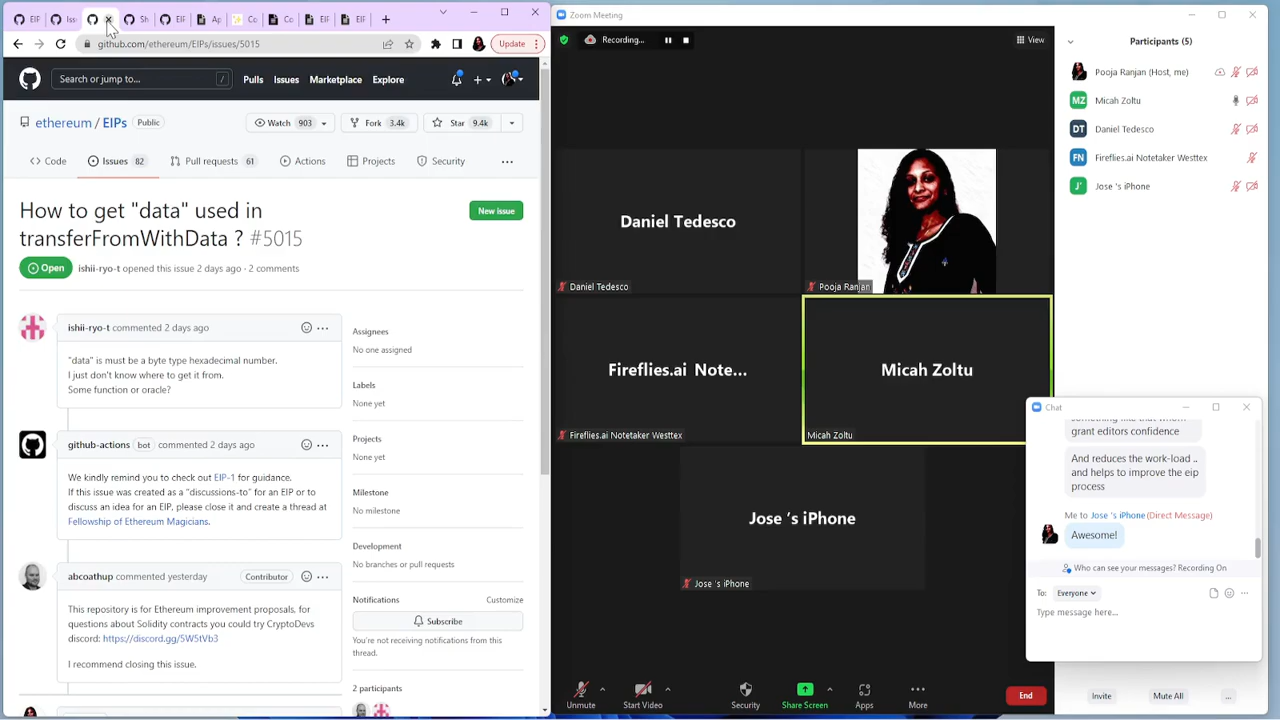 Iss
Sh
EIF
Ap
Co
Iss
EIF
github.com/ethereum/EIPs/issues/5015
Update
Search or jump to...
/
Pulls
Issues
Marketplace
Explore
ethereum / EIPs
Public
Watch 903
Fork 3.4k
Star 9.4k
Code
Issues 82
Pull requests 61
Actions
Projects
Security
How to get "data" used in
transferFromWithData ? #5015
New issue
Open
ishii-ryo-t opened this issue 2 days ago · 2 comments
ishii-ryo-t commented 2 days ago
"data" is must be a byte type hexadecimal number.
I just don't know where to get it from.
Some function or oracle?
github-actions bot commented 2 days ago
We kindly remind you to check out EIP-1 for guidance.
If this issue was created as a "discussions-to" for an EIP or to
discuss an idea for an EIP, please close it and create a thread at
Fellowship of Ethereum Magicians.
abcoathup commented yesterday
Contributor
This repository is for Ethereum improvement proposals, for
questions about Solidity contracts you could try CryptoDevs
discord: https://discord.gg/5W5tVb3
I recommend closing this issue.
Assignees
No one assigned
Labels
None yet
Projects
None yet
Milestone
No milestone
Development
No branches or pull requests
Notifications
Customize
Subscribe
You're not receiving notifications from this
thread.
2 participants
Zoom Meeting
Recording...
View
Daniel Tedesco
Daniel Tedesco
Pooja Ranjan
Fireflies.ai Note...
Fireflies.ai Notetaker Westtex
Micah Zoltu
Micah Zoltu
Jose 's iPhone
Jose 's iPhone
Unmute
Start Video
Security
Share Screen
Apps
More
End
Participants (5)
Pooja Ranjan (Host, me)
MZ
Micah Zoltu
DT
Daniel Tedesco
FN
Fireflies.ai Notetaker Westtex
J'
Jose 's iPhone
Chat
grant editors confidence
And reduces the work-load ..
and helps to improve the eip
process
Me to Jose 's iPhone (Direct Message)
Awesome!
Who can see your messages? Recording On
To: Everyone
Type message here...
Invite
Mute All
...